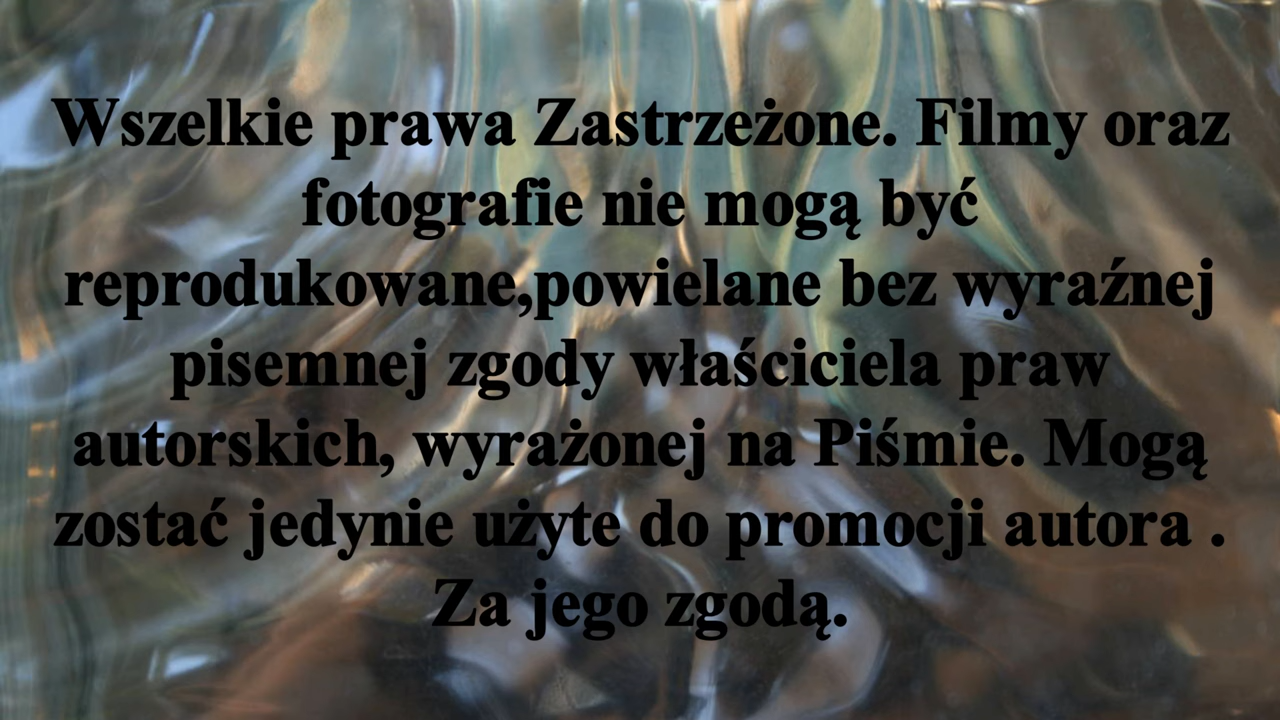 Wszelkie prawa Zastrzeżone. Filmy oraz
fotografie nie mogą być
reprodukowane,powielane bez wyraźnej
pisemnej zgody właściciela praw
autorskich, wyrażonej na Piśmie. Mogą
zostać jedynie użyte do promocji autora .
Za jego zgodą.